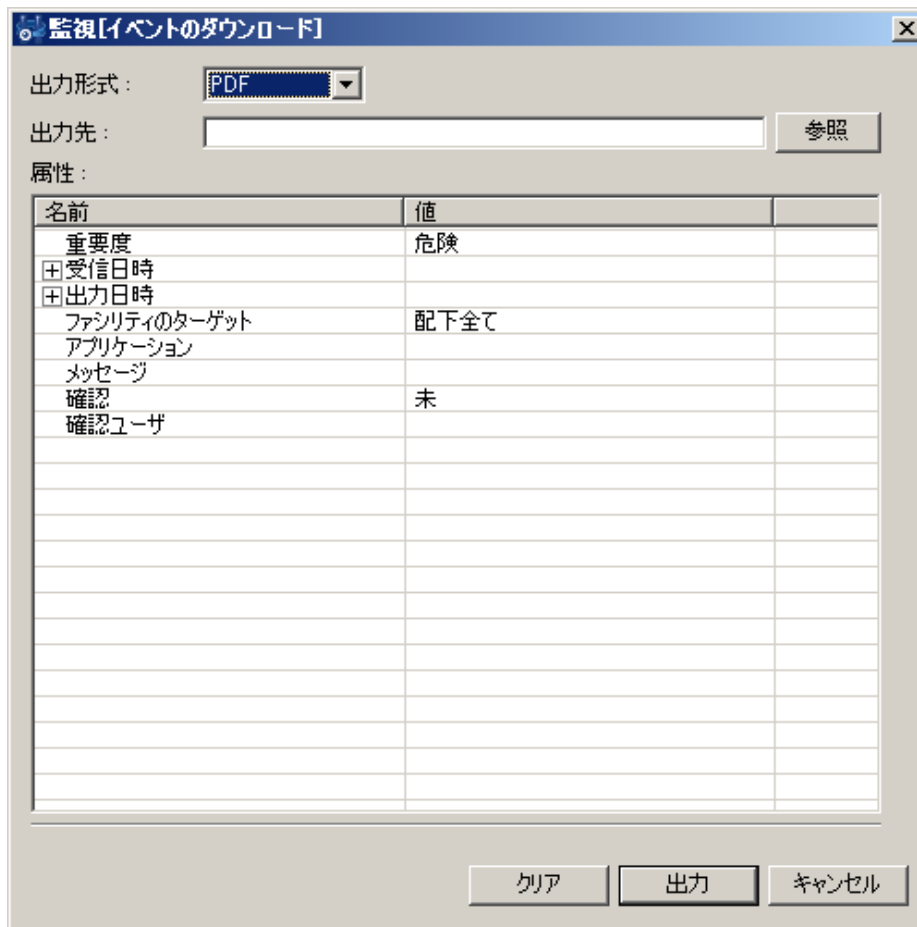 監視[イベントのダウンロード]
出力形式： PDF
出力先： 参照
属性：
名前 値
重要度 危険
受信日時
出力日時
ファシリティのターゲット 配下全て
アプリケーション
メッセージ
確認 未
確認ユーザ
クリア 出力 キャンセル